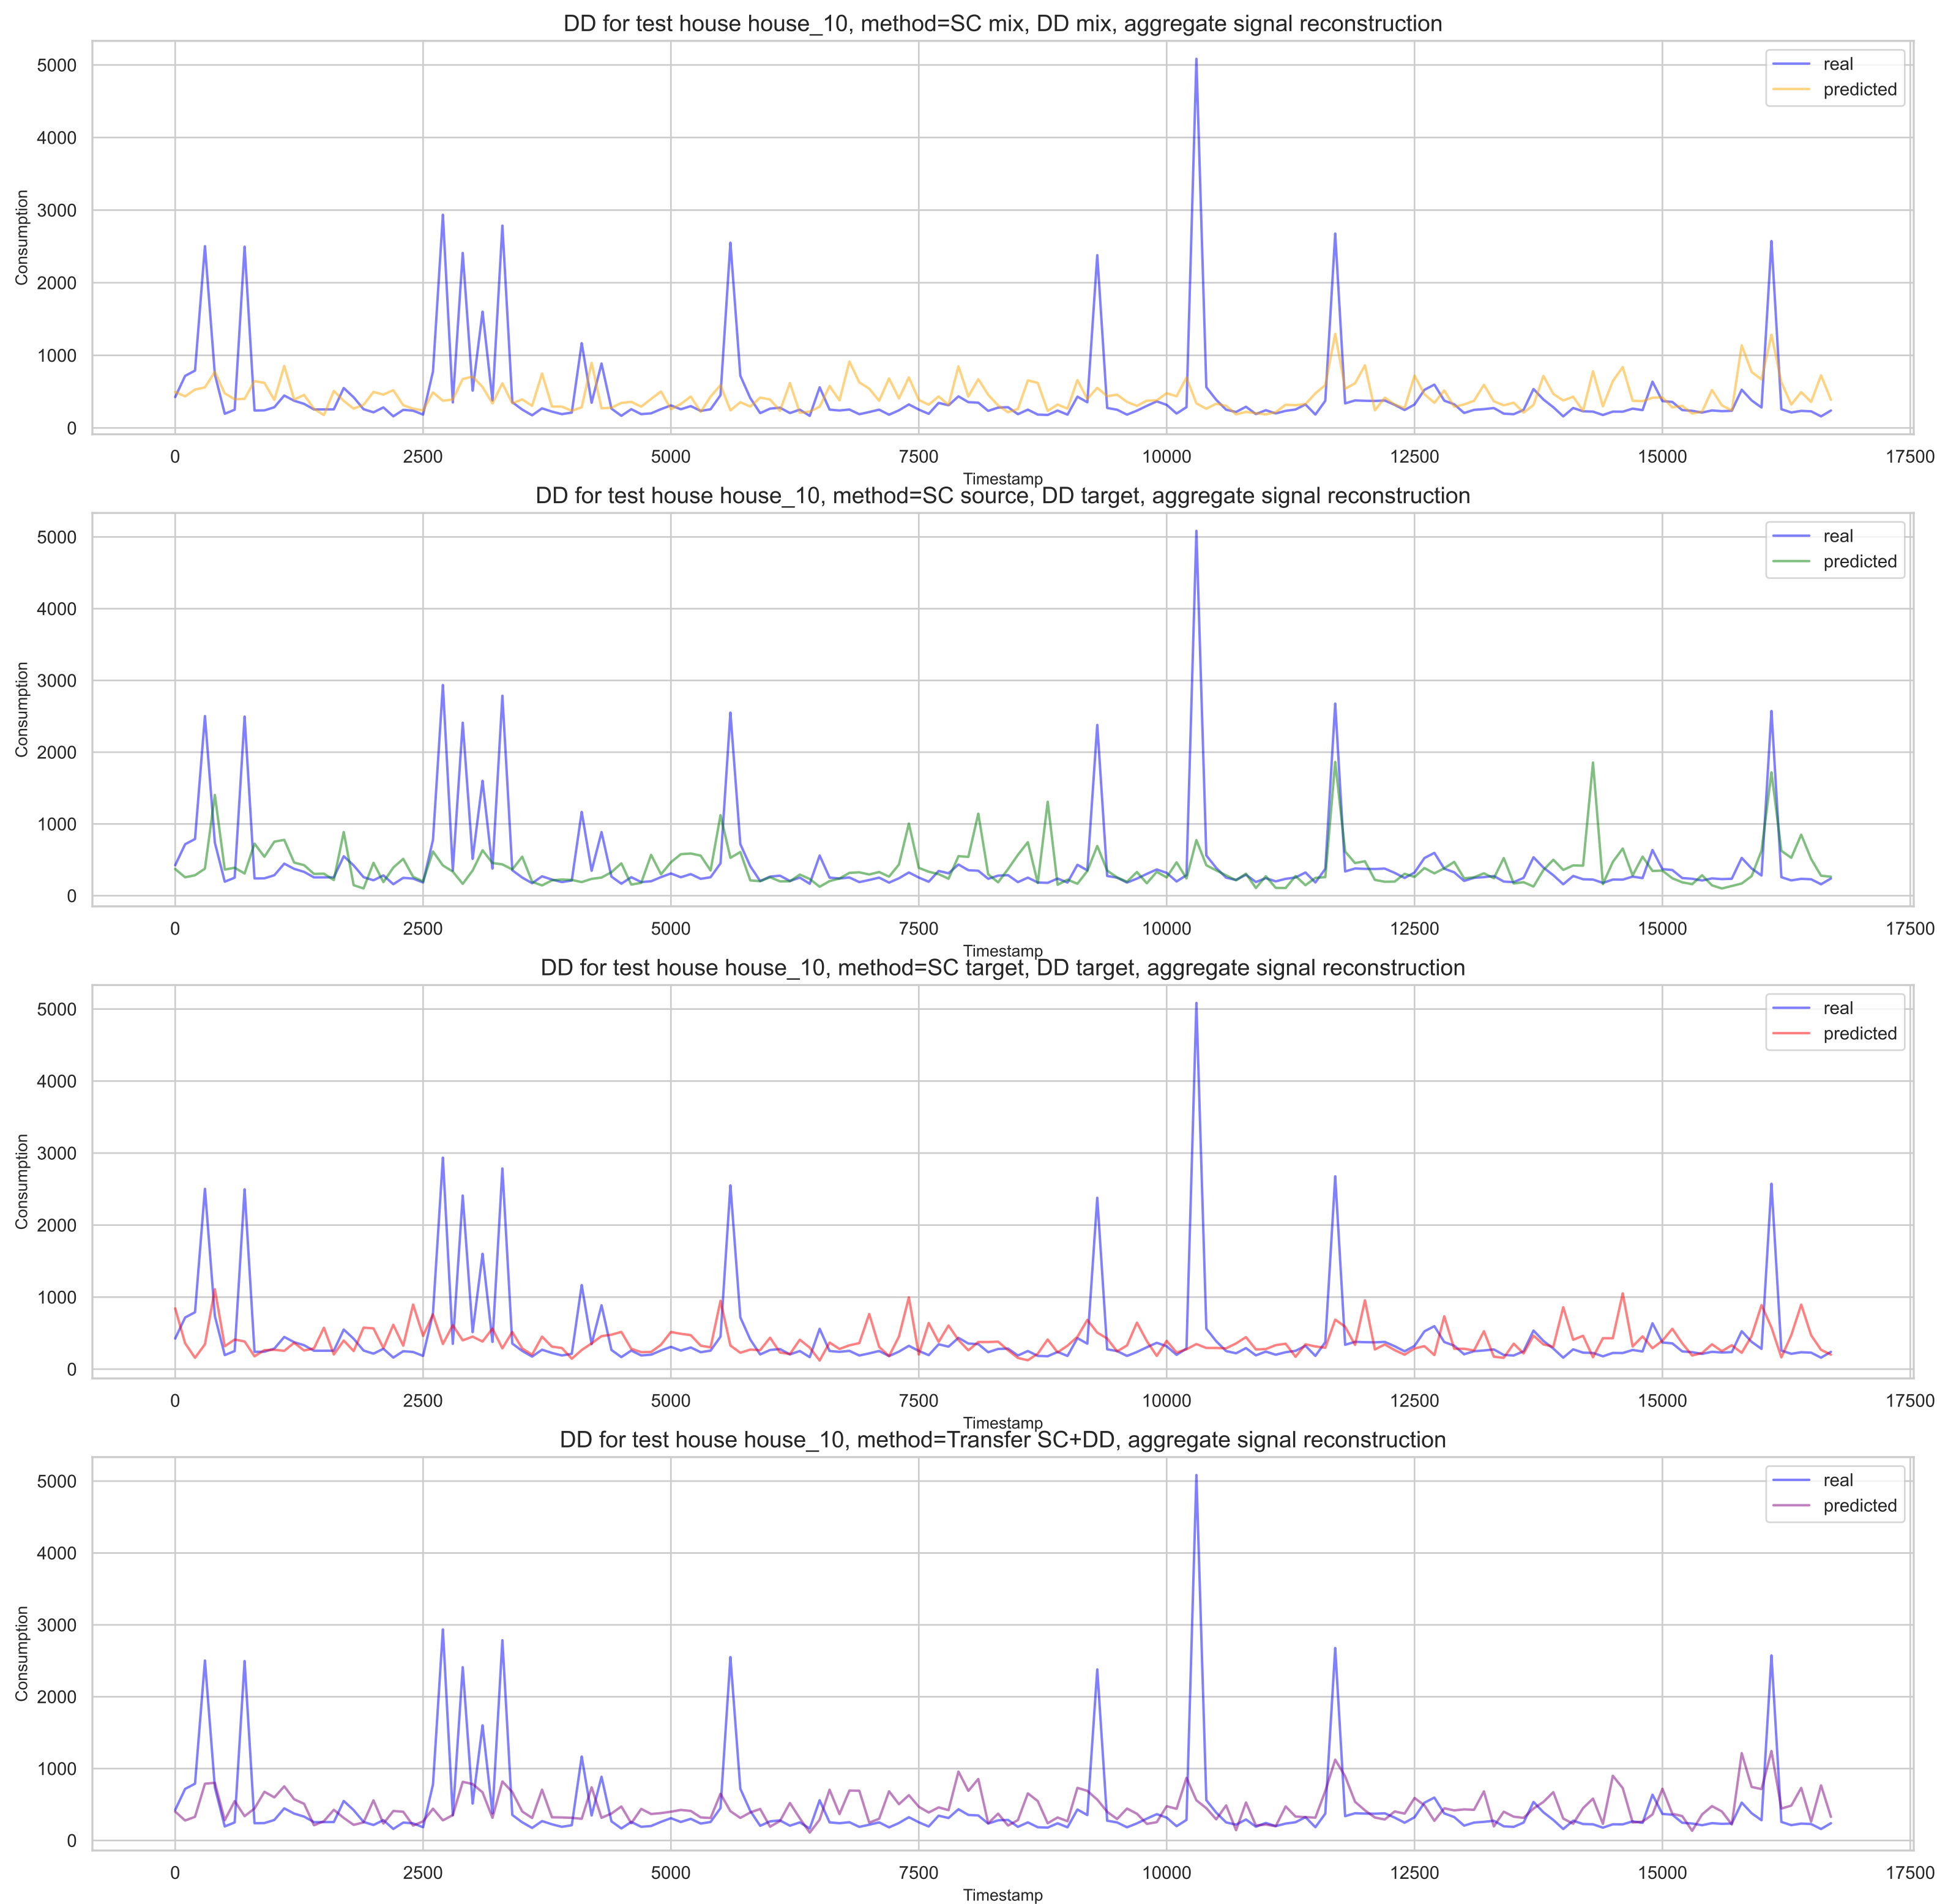 DD for test house house_10, method=SC mix, DD mix, aggregate signal reconstruction
5000
4000
3000
2000
1000
0
Consumption
real
predicted
0 2500 5000 7500 10000 12500 15000 17500
Timestamp
DD for test house house_10, method=SC source, DD target, aggregate signal reconstruction
5000
4000
3000
2000
1000
0
Consumption
real
predicted
0 2500 5000 7500 10000 12500 15000 17500
Timestamp
DD for test house house_10, method=SC target, DD target, aggregate signal reconstruction
5000
4000
3000
2000
1000
0
Consumption
real
predicted
0 2500 5000 7500 10000 12500 15000 17500
Timestamp
DD for test house house_10, method=Transfer SC+DD, aggregate signal reconstruction
5000
4000
3000
2000
1000
0
Consumption
real
predicted
0 2500 5000 7500 10000 12500 15000 17500
Timestamp